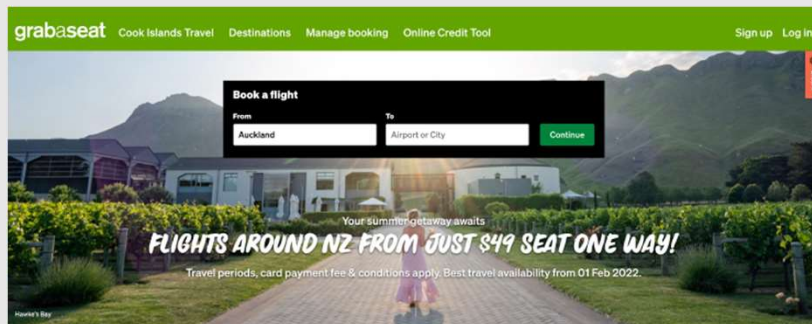 grabaseat Cook Islands Travel Destinations Manage booking Online Credit Tool Sign up Log in
Book a flight
From To
Auckland Airport or City Continue
Your summer getaway awaits
FLIGHTS AROUND NZ FROM JUST $49 SEAT ONE WAY!
Travel periods, card payment fee & conditions apply. Best travel availability from 01 Feb 2022.
Hawke's Bay